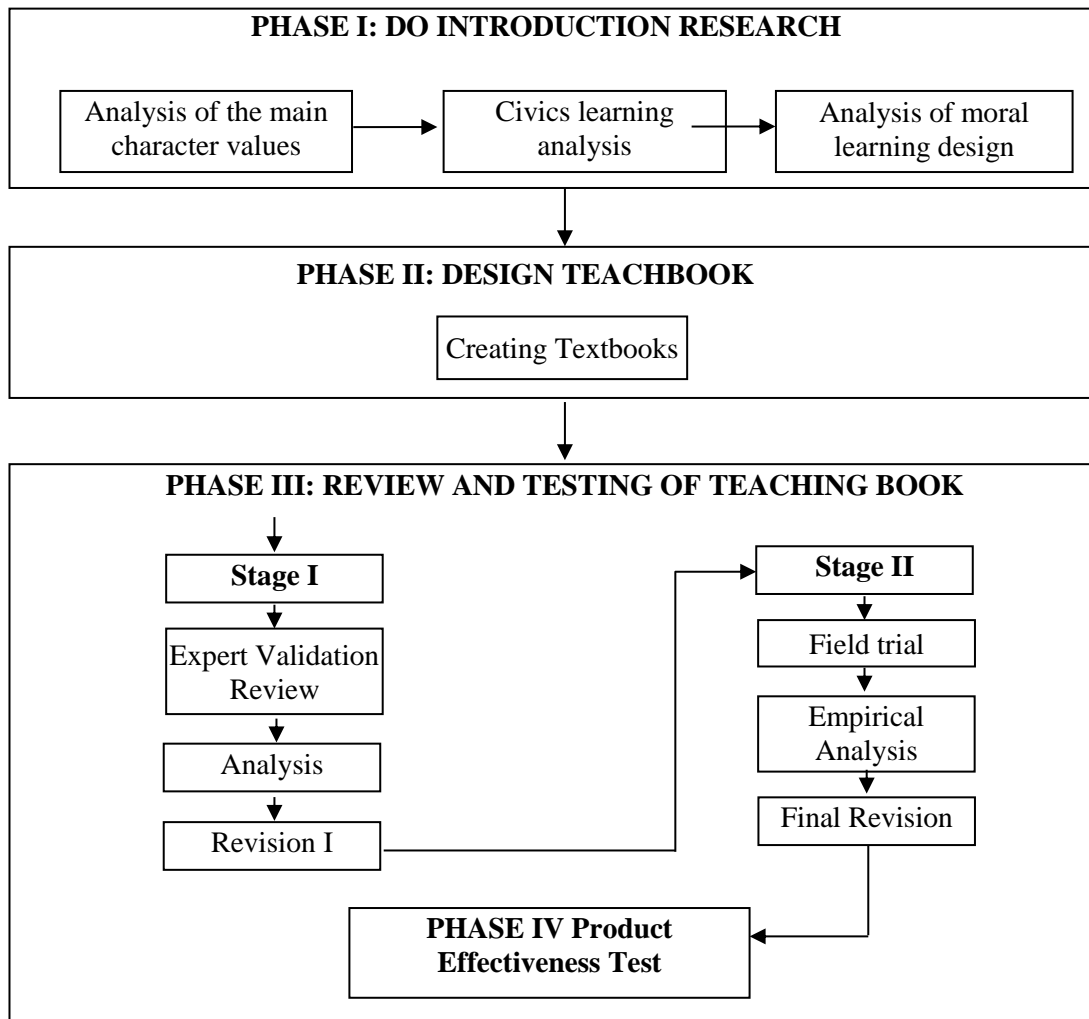 PHASE I: DO INTRODUCTION RESEARCH
Analysis of the main
character values
Civics learning
analysis
Analysis of moral
learning design
PHASE II: DESIGN TEACHBOOK
Creating Textbooks
PHASE III: REVIEW AND TESTING OF TEACHING BOOK
Stage I
Expert Validation
Review
Analysis
Revision I
Stage II
Field trial
Empirical
Analysis
Final Revision
PHASE IV Product
Effectiveness Test